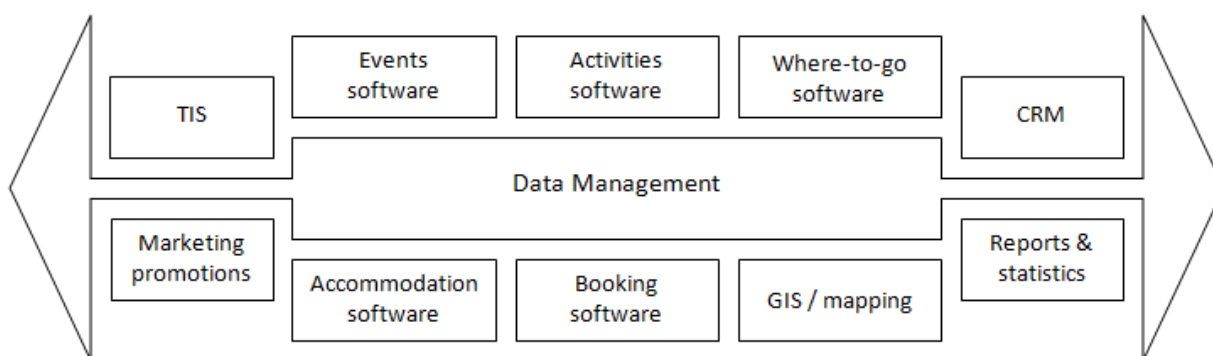 Events
software
Activities
software
Where-to-go
software
TIS
CRM
Data Management
Marketing
promotions
Reports &
statistics
Accommodation
software
Booking
software
GIS / mapping